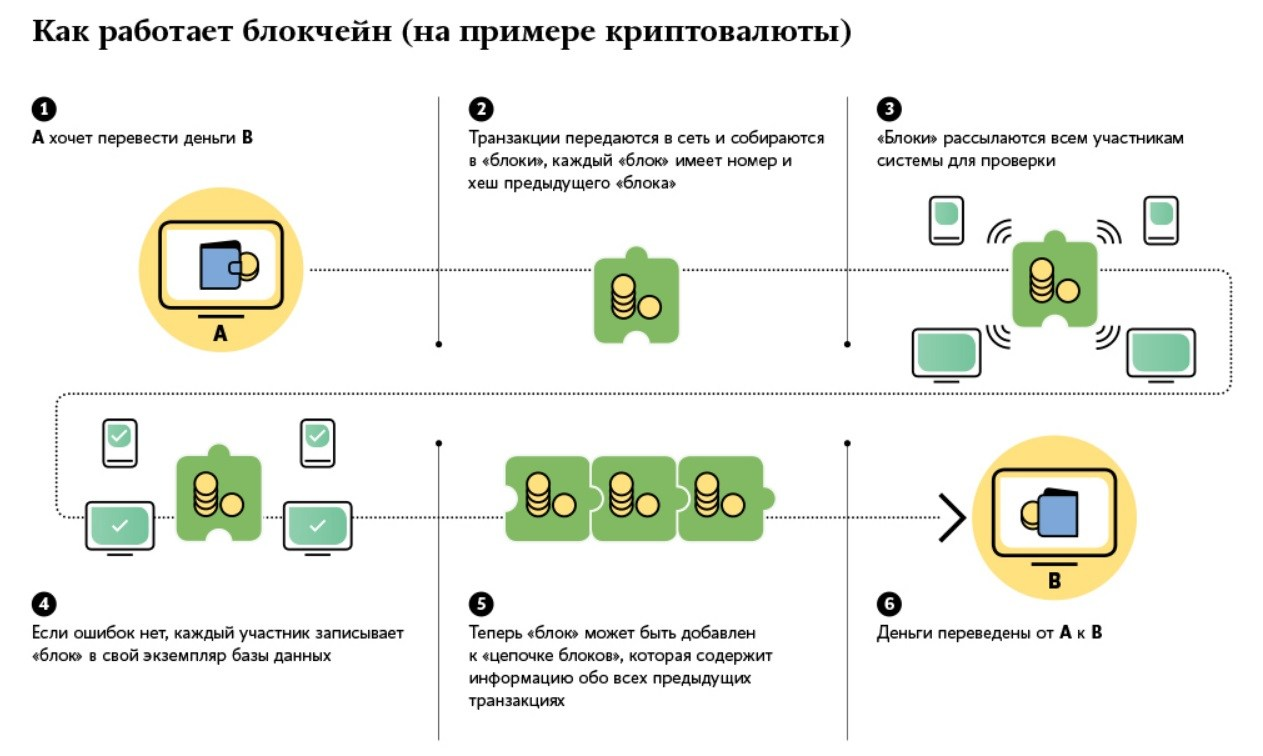 Как работает блокчейн (на примере криптовалюты)
1
А хочет перевести деньги В
2
Транзакции передаются в сеть и собираются
в «блоки», каждый «блок» имеет номер и
хеш предыдущего «блока»
3
«Блоки» рассылаются всем участникам
системы для проверки
А
В
4
Если ошибок нет, каждый участник записывает
«блок» в свой экземпляр базы данных
5
Теперь «блок» может быть добавлен
к «цепочке блоков», которая содержит
информацию обо всех предыдущих
транзакциях
6
Деньги переведены от А к В